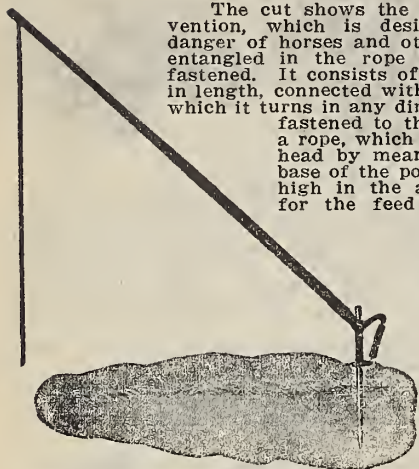 The cut shows the
vention, which is desi
danger of horses and ot
entangled in the rope
fastened. It consists of
in length, connected with
which it turns in any dir
fastened to th
a rope, which
head by mean
base of the po
high in the a
for the feed